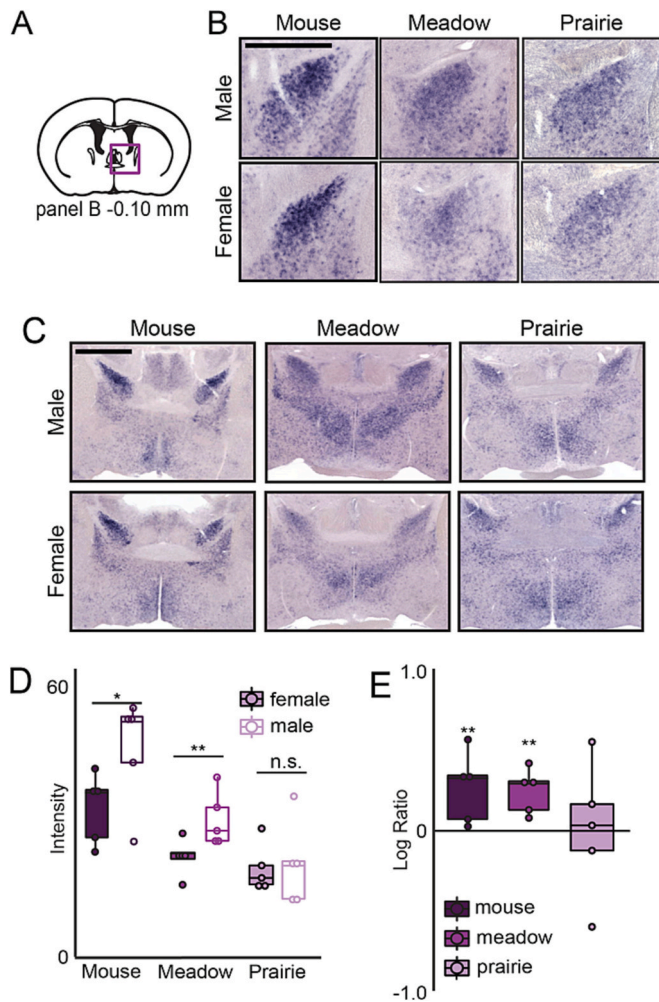 A
panel B -0.10 mm
B
Mouse Meadow Prairie
Male
Female
C
Mouse Meadow Prairie
Male
Female
D
60
Intensity
0
* ** n.s.
female
male
Mouse Meadow Prairie
E
1.0
Log Ratio
0
-1.0
** **
mouse
meadow
prairie